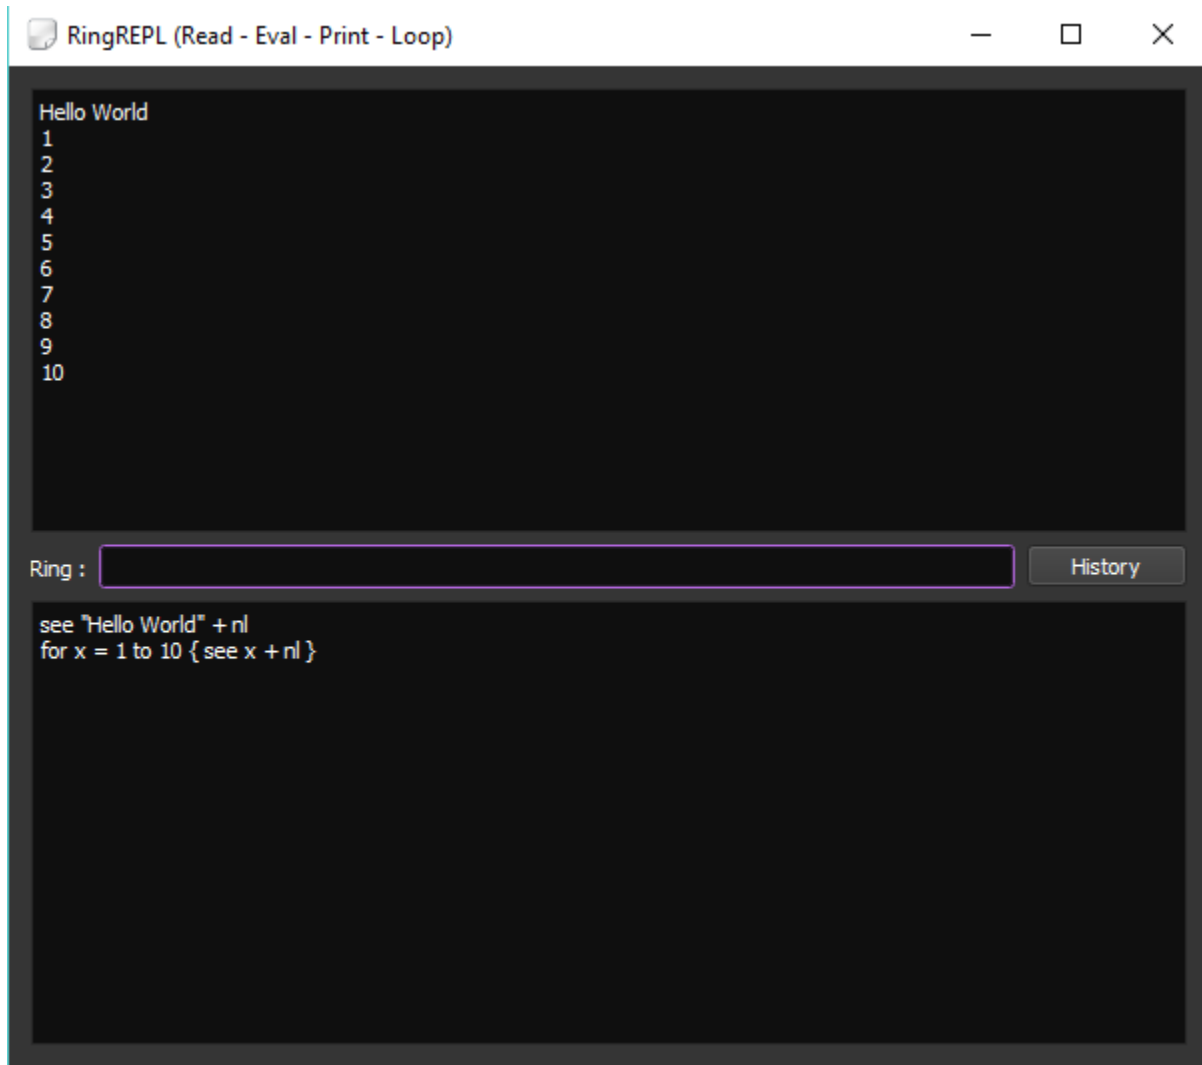 RingREPL (Read - Eval - Print - Loop)
Hello World
1
2
3
4
5
6
7
8
9
10
Ring :
History
see "Hello World" + nl
for x = 1 to 10 { see x + nl }